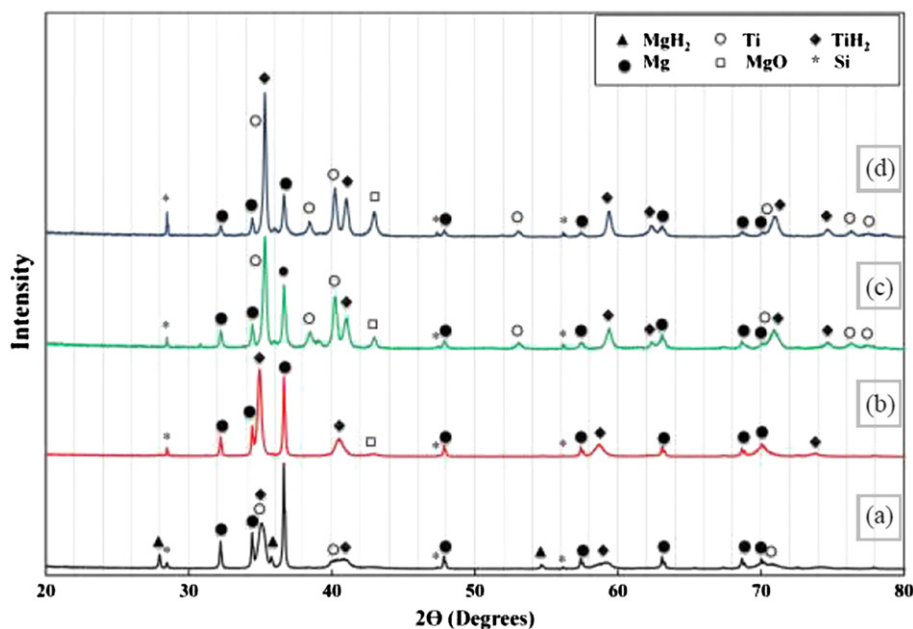 MgH₂ Ti TiH₂
Mg MgO Si
(d)
(c)
(b)
(a)
Intensity
20 30 40 50 60 70 80
2Θ (Degrees)